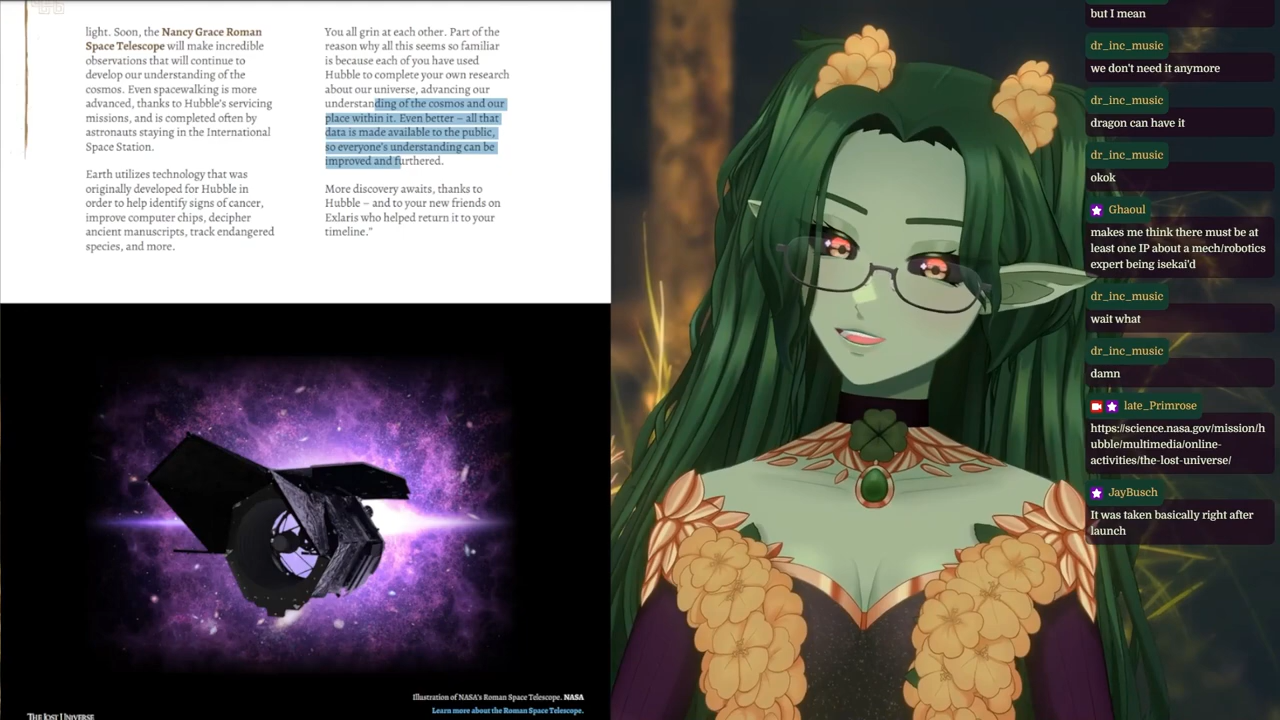 light. Soon, the Nancy Grace Roman
Space Telescope will make incredible
observations that will continue to
develop our understanding of the
cosmos. Even spacewalking is more
advanced, thanks to Hubble's servicing
missions, and is completed often by
astronauts staying in the International
Space Station.
Earth utilizes technology that was
originally developed for Hubble in
order to help identify signs of cancer,
improve computer chips, decipher
ancient manuscripts, track endangered
species, and more.
You all grin at each other. Part of the
reason why all this seems so familiar
is because each of you have used
Hubble to complete your own research
about our universe, advancing our
understanding of the cosmos and our
place within it. Even better – all that
data is made available to the public,
so everyone's understanding can be
improved and furthered.
More discovery awaits, thanks to
Hubble – and to your new friends on
Exlaris who helped return it to your
timeline."
Illustration of NASA's Roman Space Telescope. NASA
Learn more about the Roman Space Telescope.
The Lost Universe
but I mean
dr_inc_music
we don't need it anymore
dr_inc_music
dragon can have it
dr_inc_music
okok
Ghaoul
makes me think there must be at
least one IP about a mech/robotics
expert being isekai'd
dr_inc_music
wait what
dr_inc_music
damn
late_Primrose
https://science.nasa.gov/mission/h
ubble/multimedia/online-
activities/the-lost-universe/
JayBusch
It was taken basically right after
launch